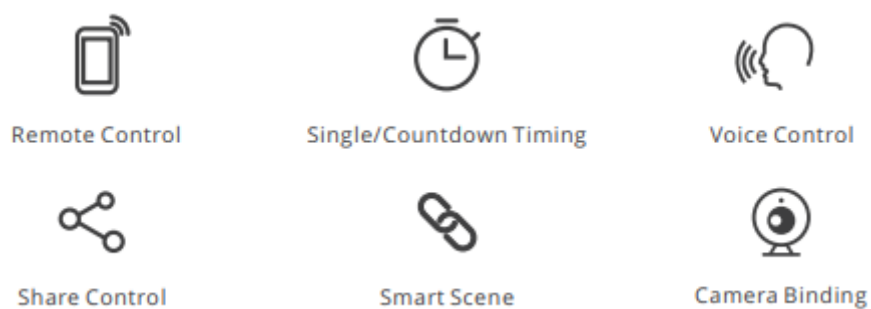 Remote Control
Single/Countdown Timing
Voice Control
Share Control
Smart Scene
Camera Binding